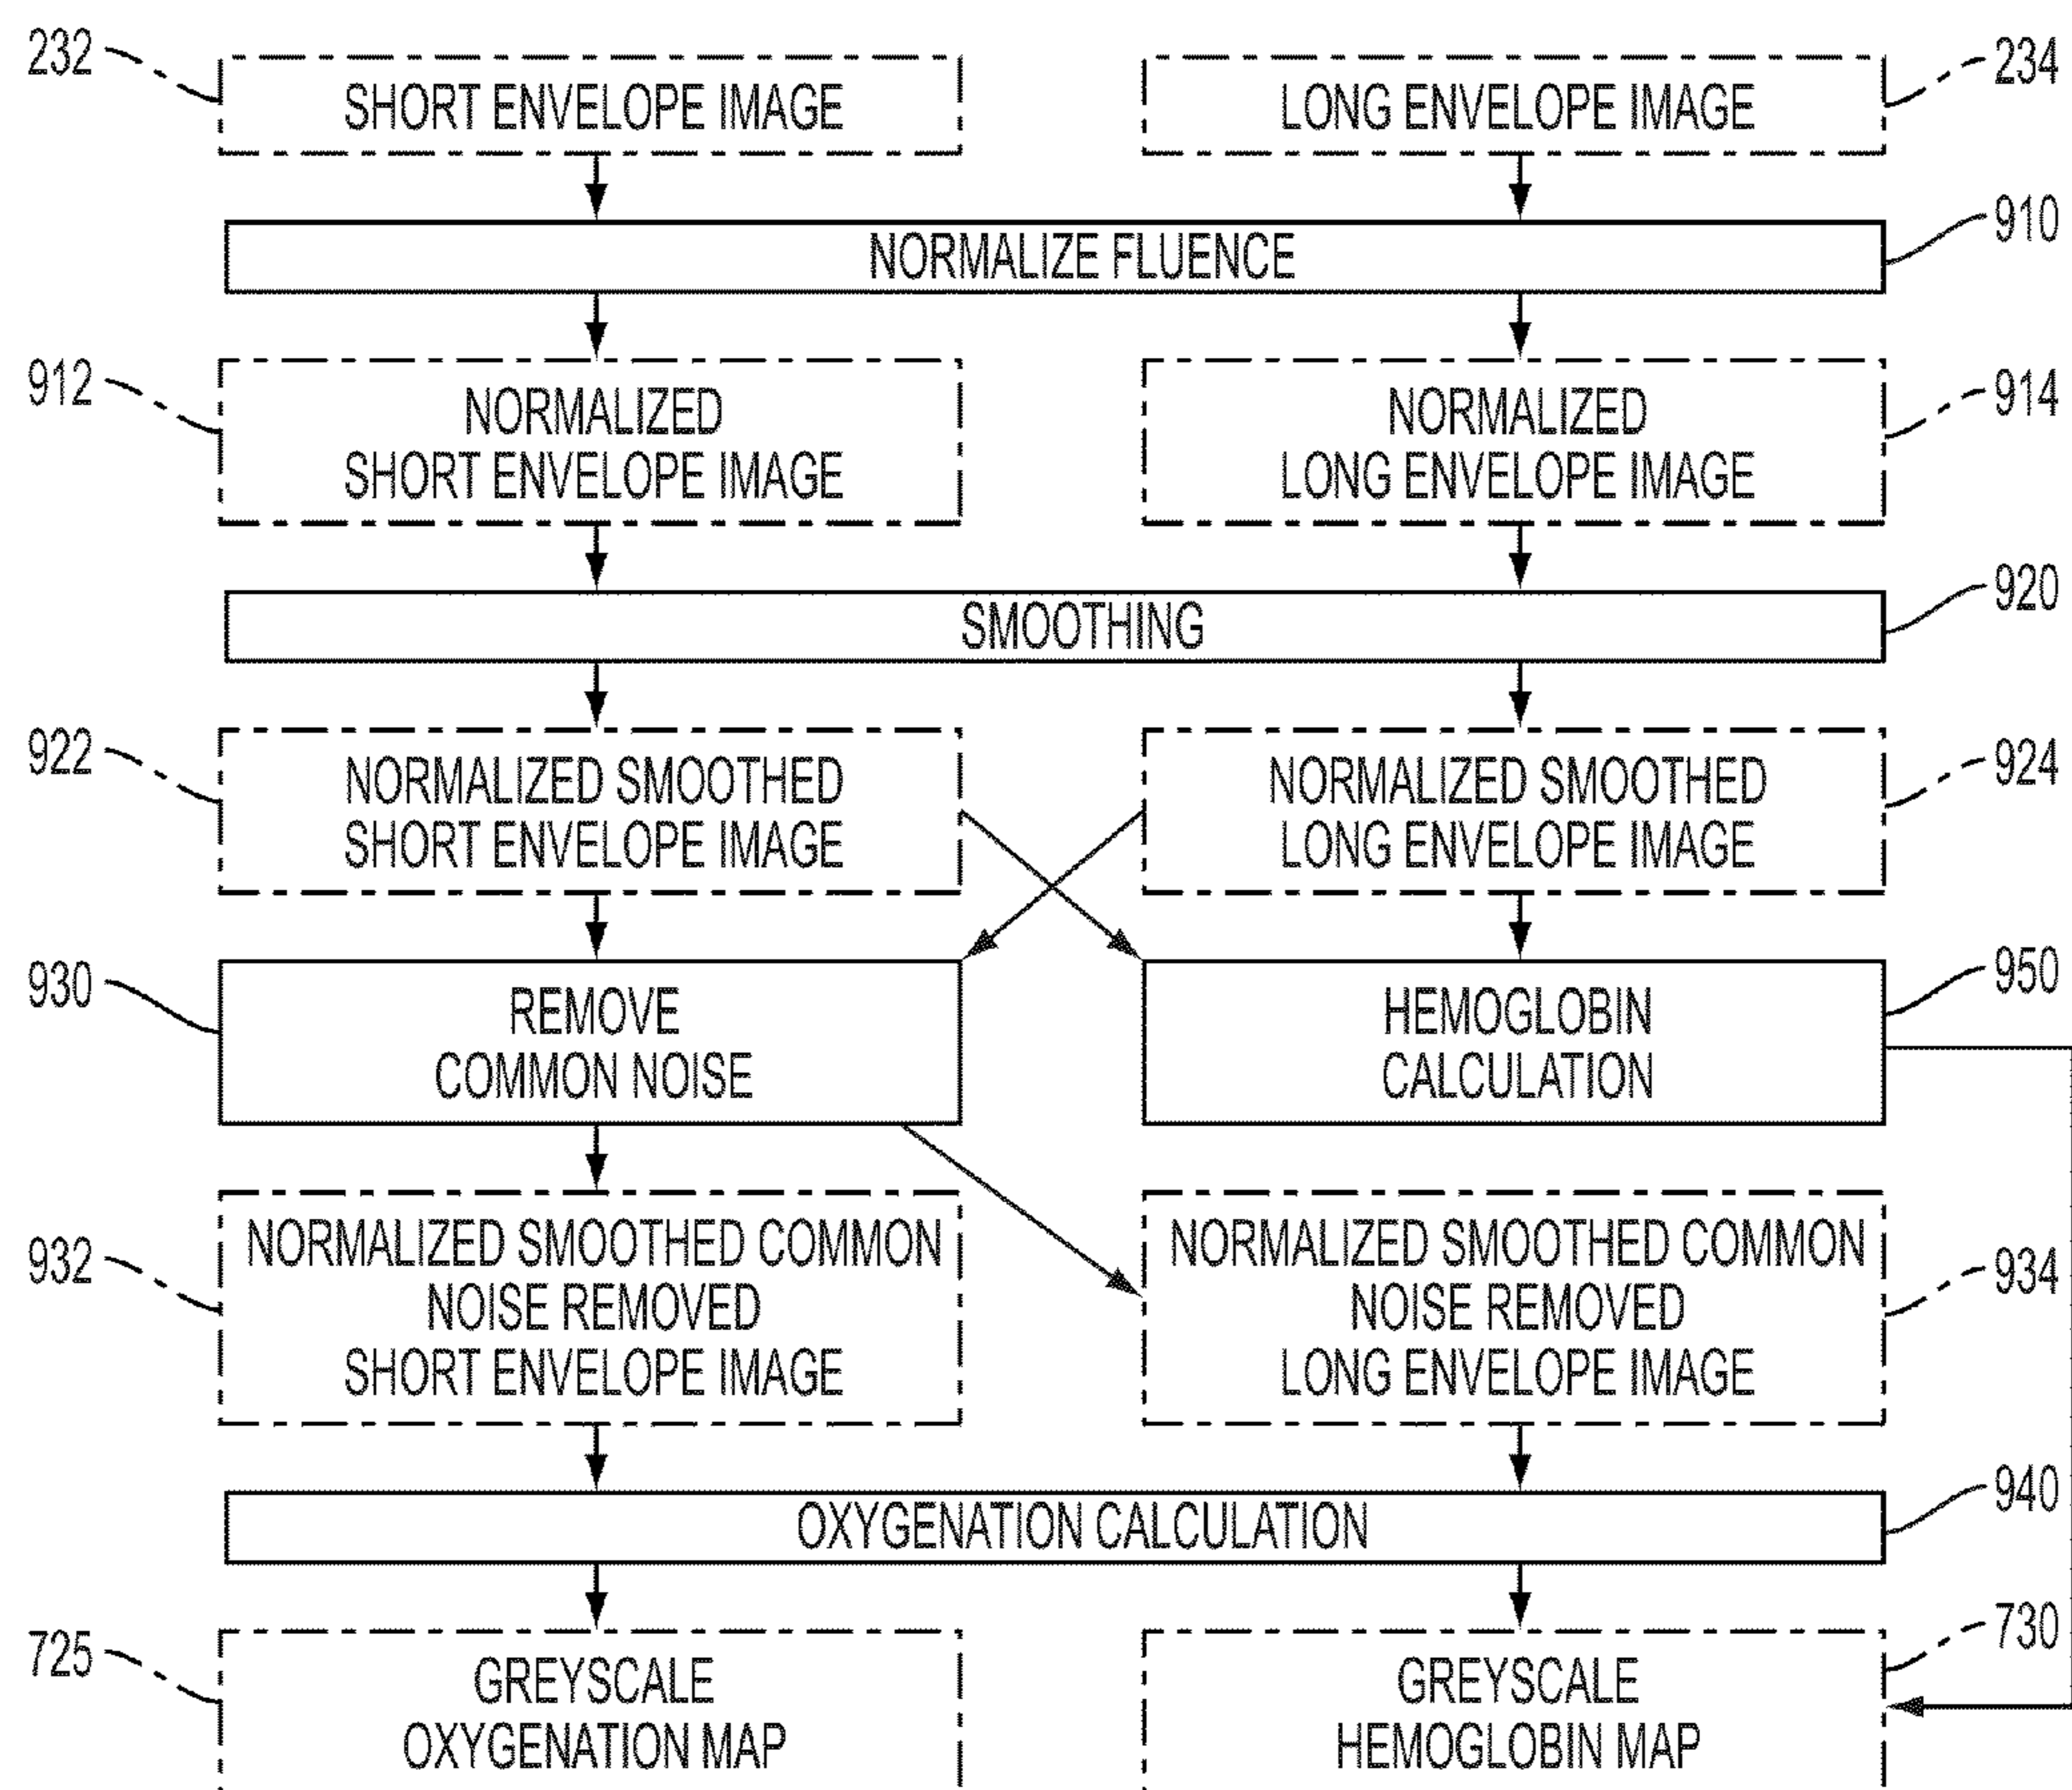 232
SHORT ENVELOPE IMAGE
LONG ENVELOPE IMAGE
234
NORMALIZE FLUENCE
910
912
NORMALIZED
SHORT ENVELOPE IMAGE
NORMALIZED
LONG ENVELOPE IMAGE
914
SMOOTHING
920
922
NORMALIZED SMOOTHED
SHORT ENVELOPE IMAGE
NORMALIZED SMOOTHED
LONG ENVELOPE IMAGE
924
930
REMOVE
COMMON NOISE
HEMOGLOBIN
CALCULATION
950
932
NORMALIZED SMOOTHED COMMON
NOISE REMOVED
SHORT ENVELOPE IMAGE
NORMALIZED SMOOTHED COMMON
NOISE REMOVED
LONG ENVELOPE IMAGE
934
OXYGENATION CALCULATION
940
725
GREYSCALE
OXYGENATION MAP
GREYSCALE
HEMOGLOBIN MAP
730